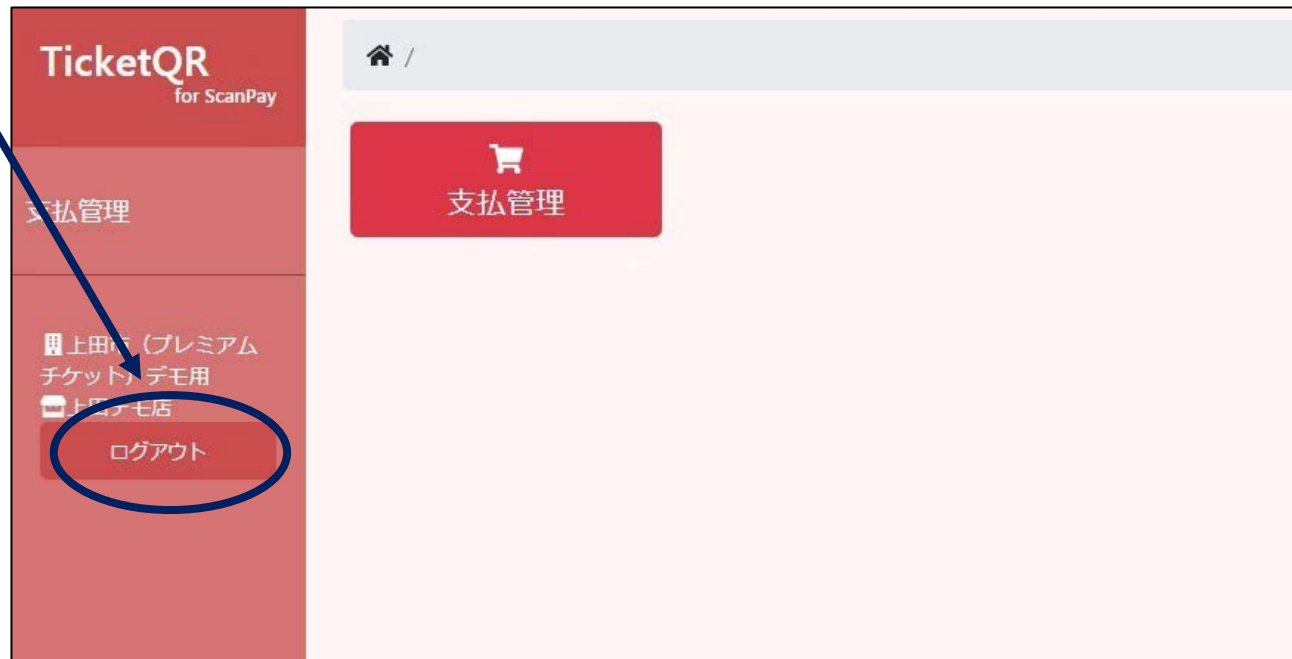 TicketQR
for ScanPay
/
支払管理
支払管理
上田市（プレミアム
チケット）デモ用
上田デモ店
ログアウト